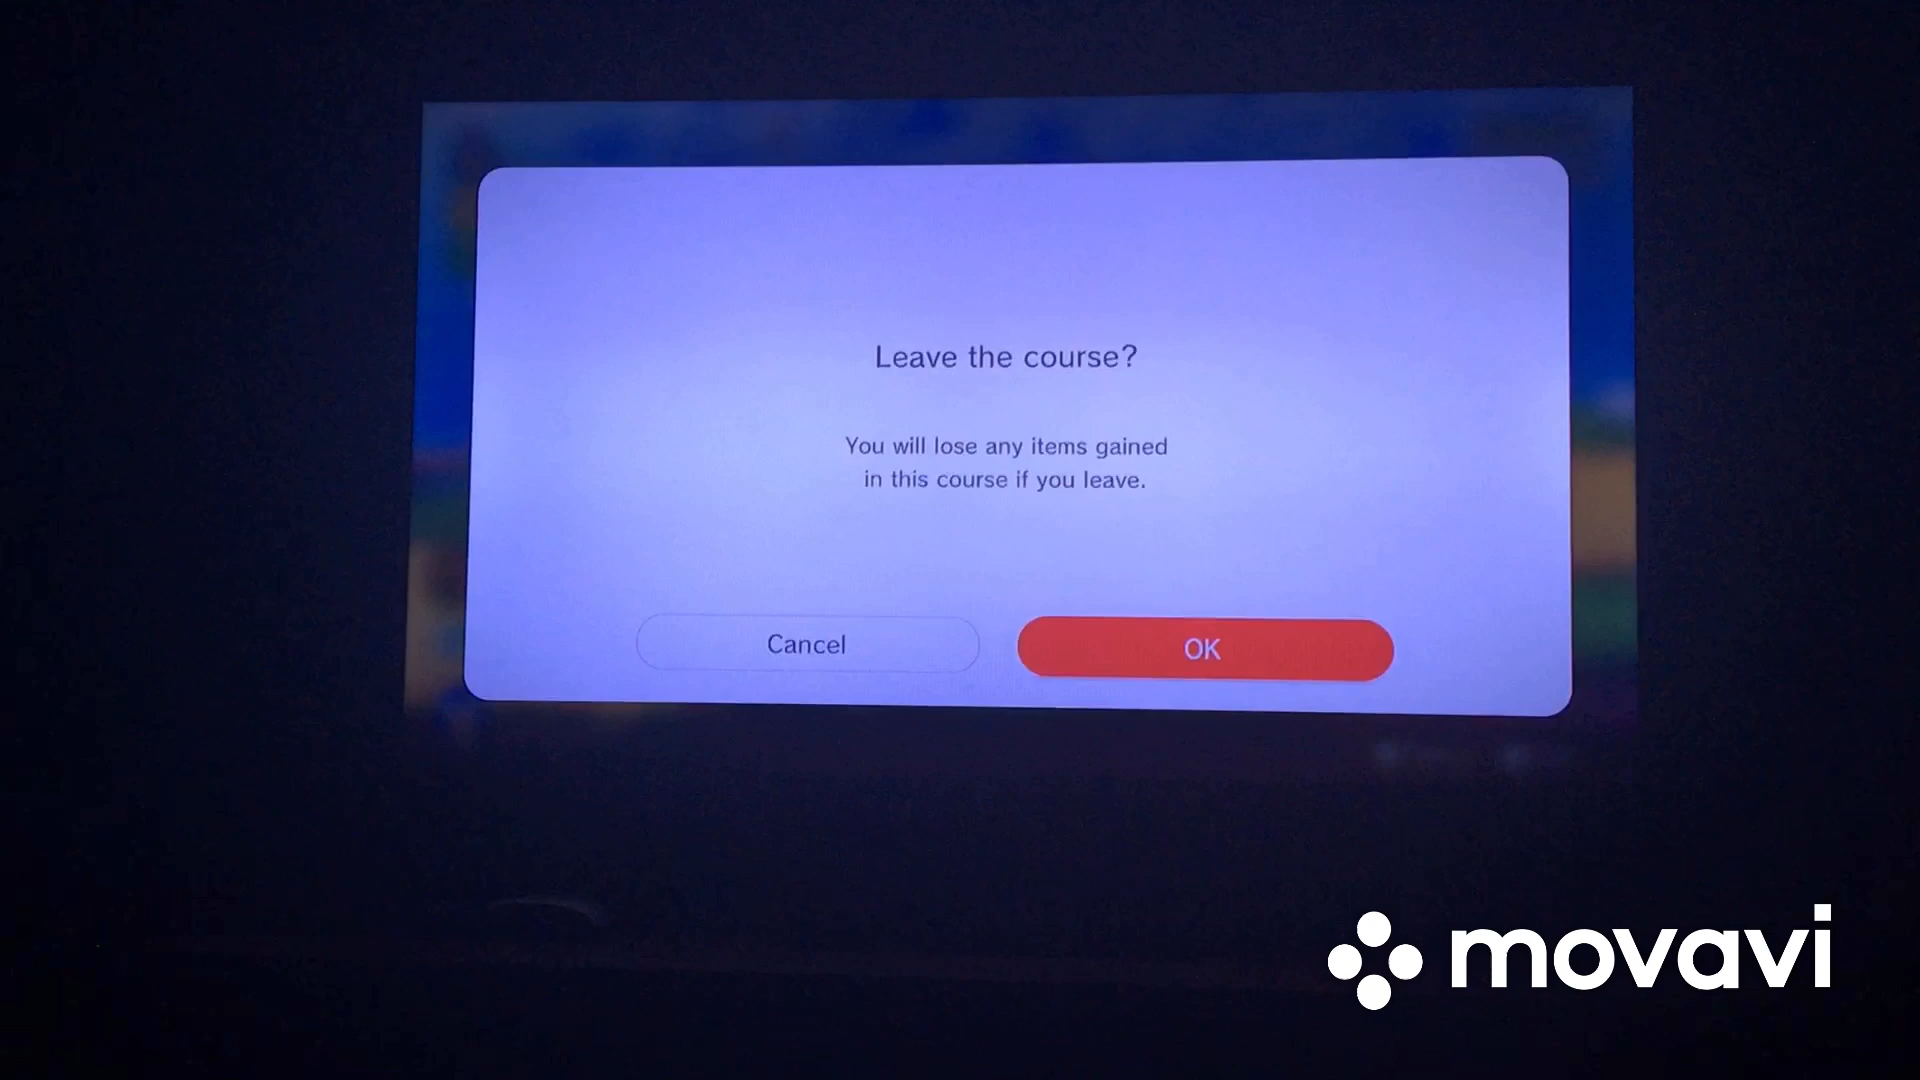 Leave the course?
You will lose any items gained
in this course if you leave.
Cancel
OK
movavi